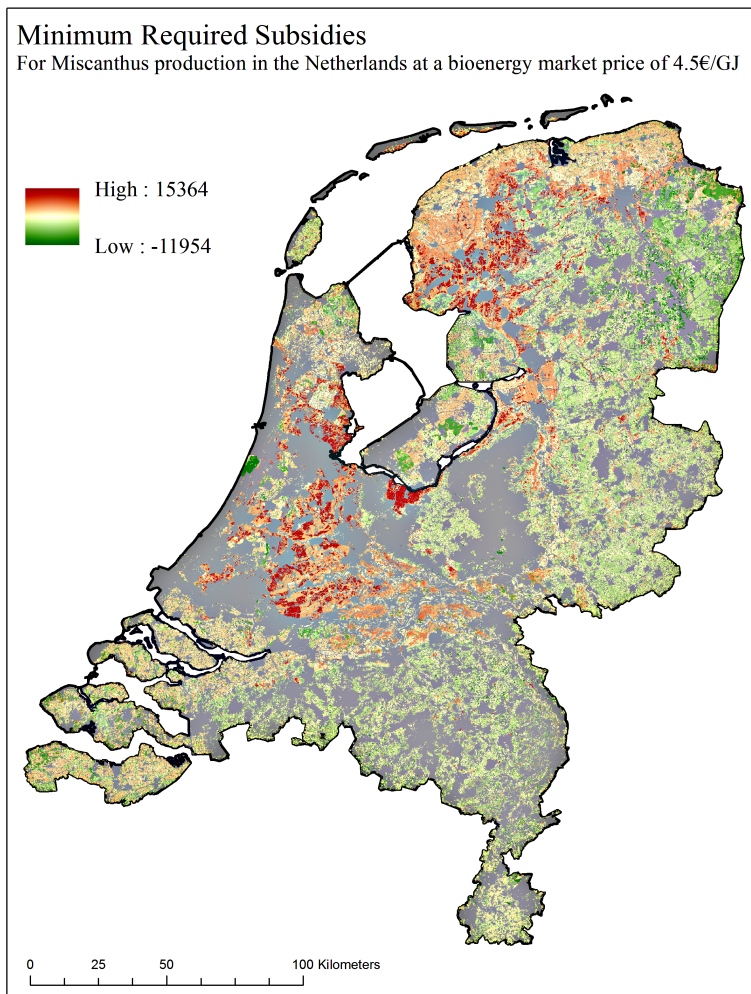 Minimum Required Subsidies
For Miscanthus production in the Netherlands at a bioenergy market price of 4.5€/GJ
High : 15364
Low : -11954
0 25 50 100 Kilometers